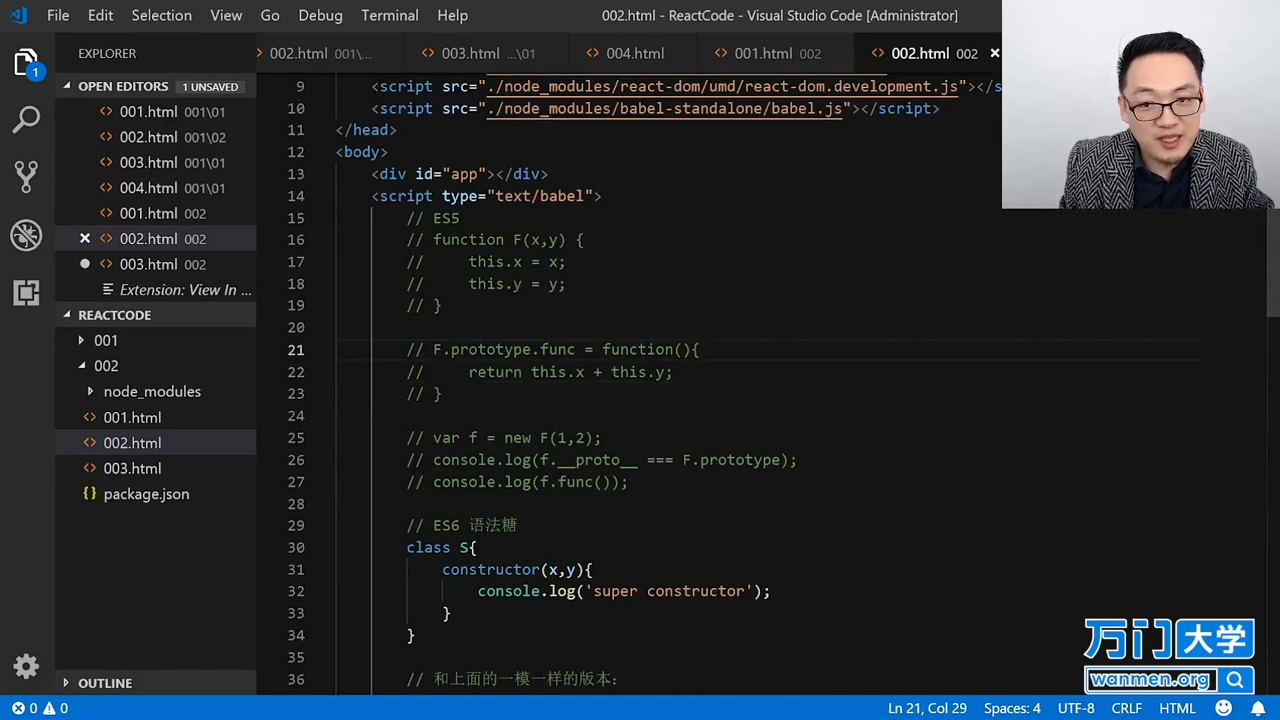 File Edit Selection View Go Debug Terminal Help 002.html - ReactCode - Visual Studio Code [Administrator]
EXPLORER
002.html 001\...
003.html ...\01
004.html
001.html 002
002.html 002
1
OPEN EDITORS 1 UNSAVED
001.html 001\01
002.html 001\02
003.html 001\01
004.html 001\01
001.html 002
002.html 002
003.html 002
Extension: View In ...
REACTCODE
001
002
node_modules
001.html
002.html
003.html
package.json
OUTLINE
9 <script src="./node_modules/react-dom/umd/react-dom.development.js"></s
10 <script src="./node_modules/babel-standalone/babel.js"></script>
11 </head>
12 <body>
13 <div id="app"></div>
14 <script type="text/babel">
15 // ES5
16 // function F(x,y) {
17 // this.x = x;
18 // this.y = y;
19 // }
20
21 // F.prototype.func = function(){
22 // return this.x + this.y;
23 // }
24
25 // var f = new F(1,2);
26 // console.log(f.__proto__ === F.prototype);
27 // console.log(f.func());
28
29 // ES6 语法糖
30 class S{
31 constructor(x,y){
32 console.log('super constructor');
33 }
34 }
35
36 // 和上面的一模一样的版本:
万门大学
wanmen.org
0 0 Ln 21, Col 29 Spaces: 4 UTF-8 CRLF HTML